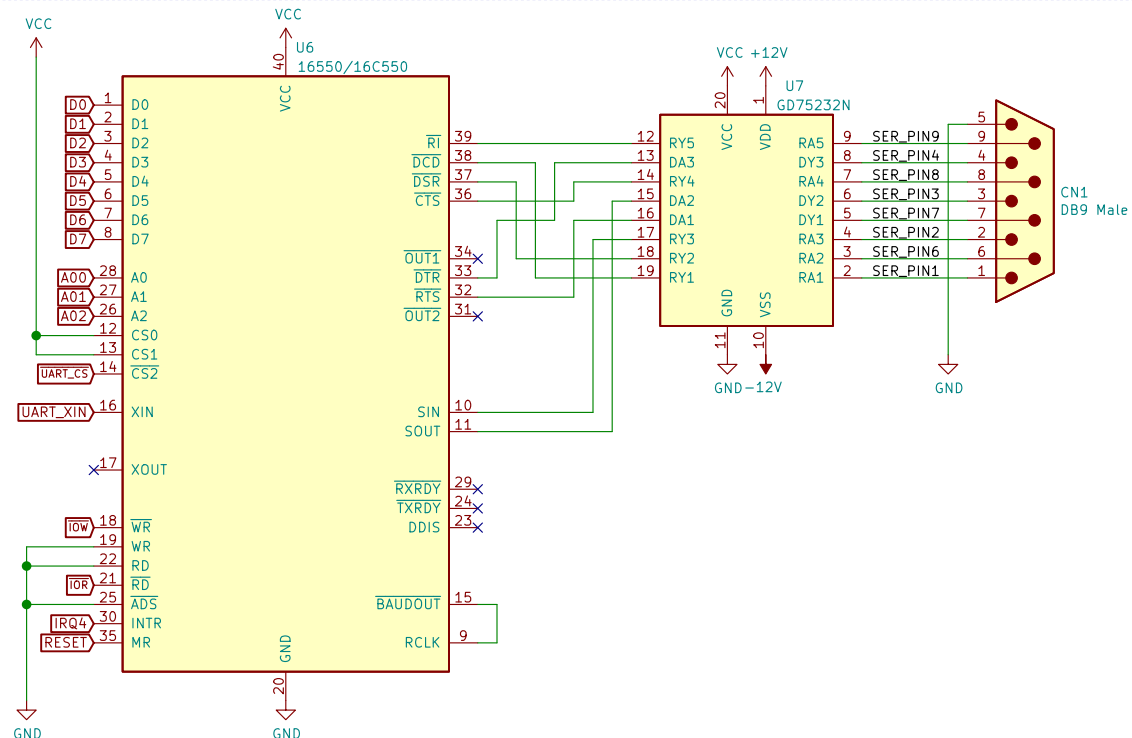 VCC
VCC
U6
16550/16C550
40
VCC
D0 1 D0
D1 2 D1
D2 3 D2
D3 4 D3
D4 5 D4
D5 6 D5
D6 7 D6
D7 8 D7
A00 28 A0
A01 27 A1
A02 26 A2
12 CS0
13 CS1
UART_CS 14 CS2
UART_XIN 16 XIN
17 XOUT
IOW 18 WR
19 WR
22 RD
IOR 21 RD
25 ADS
IRQ4 30 INTR
RESET 35 MR
RI 39
DCD 38
DSR 37
CTS 36
OUT1 34
DTR 33
RTS 32
OUT2 31
SIN 10
SOUT 11
RXRDY 29
TXRDY 24
DDIS 23
BAUDOUT 15
RCLK 9
GND
20
GND
GND
VCC +12V
U7
GD75232N
20 1
VCC VDD
12 RY5
13 DA3
14 RY4
15 DA2
16 DA1
17 RY3
18 RY2
19 RY1
RA5 9 SER_PIN9
DY3 8 SER_PIN4
RA4 7 SER_PIN8
DY2 6 SER_PIN3
DY1 5 SER_PIN7
RA3 4 SER_PIN2
RA2 3 SER_PIN6
RA1 2 SER_PIN1
GND VSS
11 10
GND -12V
5
9
4
8
3
7
2
6
1
CN1
DB9 Male
GND